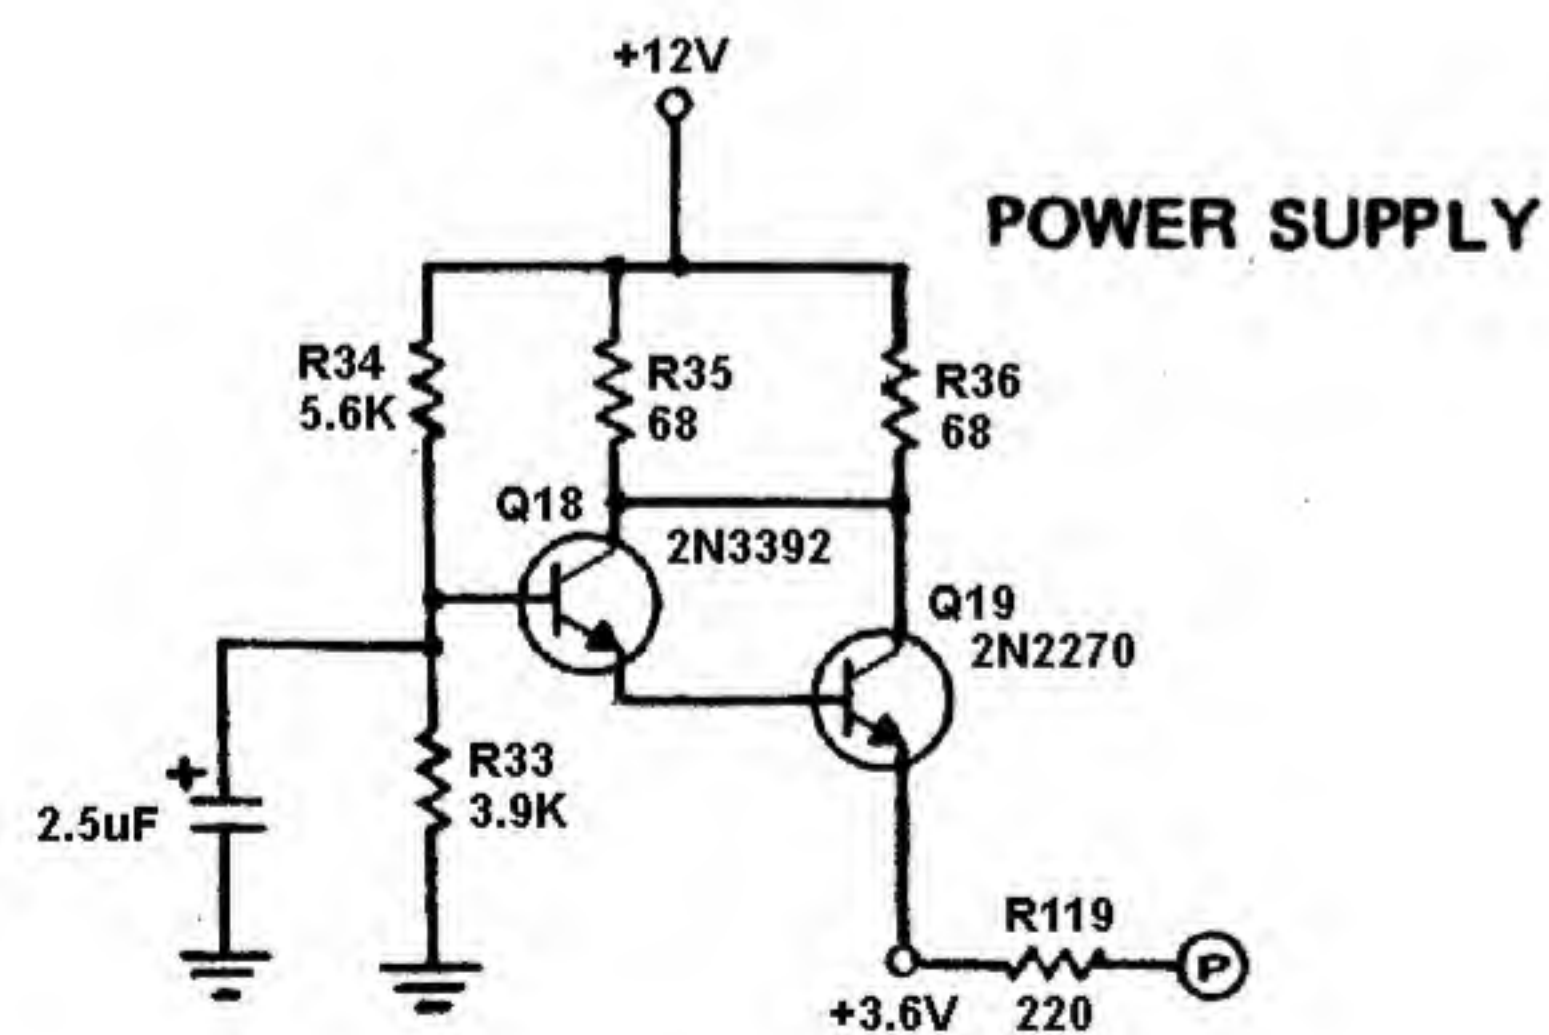 +12V
POWER SUPPLY
R34
5.6K
R35
68
R36
68
Q18
2N3392
Q19
2N2270
+
2.5uF
R33
3.9K
R119
220
+3.6V
P